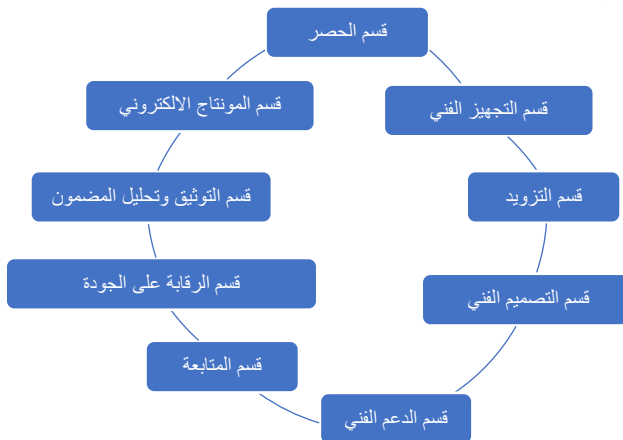 قسم الحصر
قسم التجهيز الفني
قسم التزويد
قسم التصميم الفني
قسم الدعم الفني
قسم المتابعة
قسم الرقابة على الجودة
قسم التوثيق وتحليل المضمون
قسم المونتاج الالكتروني